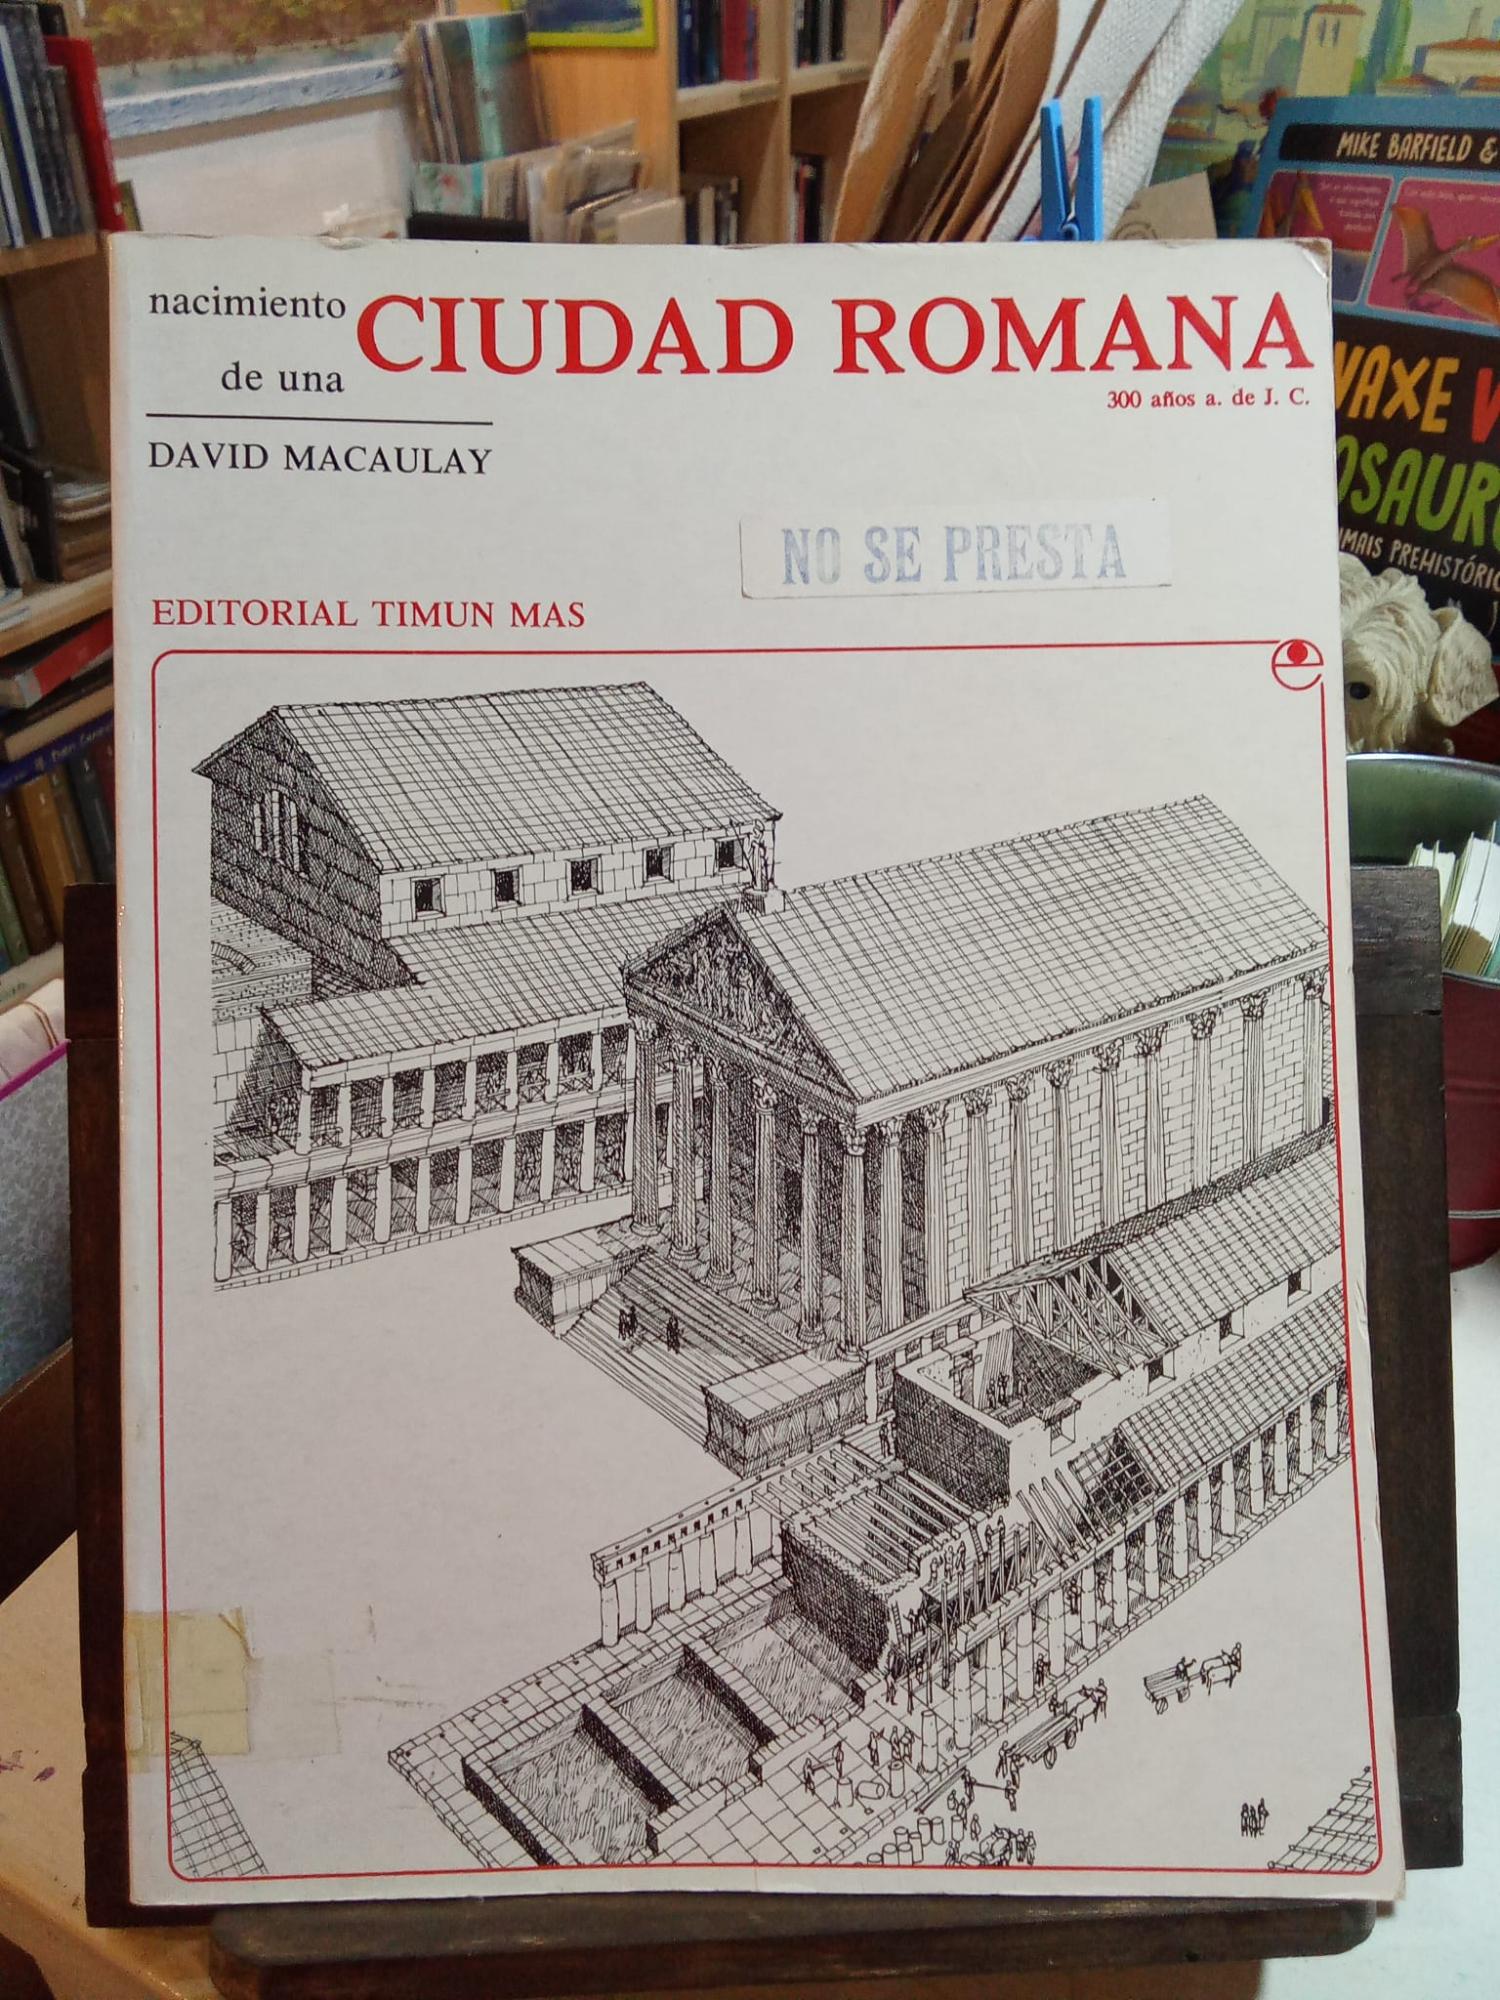 nacimiento
de una
CIUDAD ROMANA
300 años a. de J. C.
DAVID MACAULAY
NO SE PRESTA
EDITORIAL TIMUN MAS
MIKE BARFIELD &